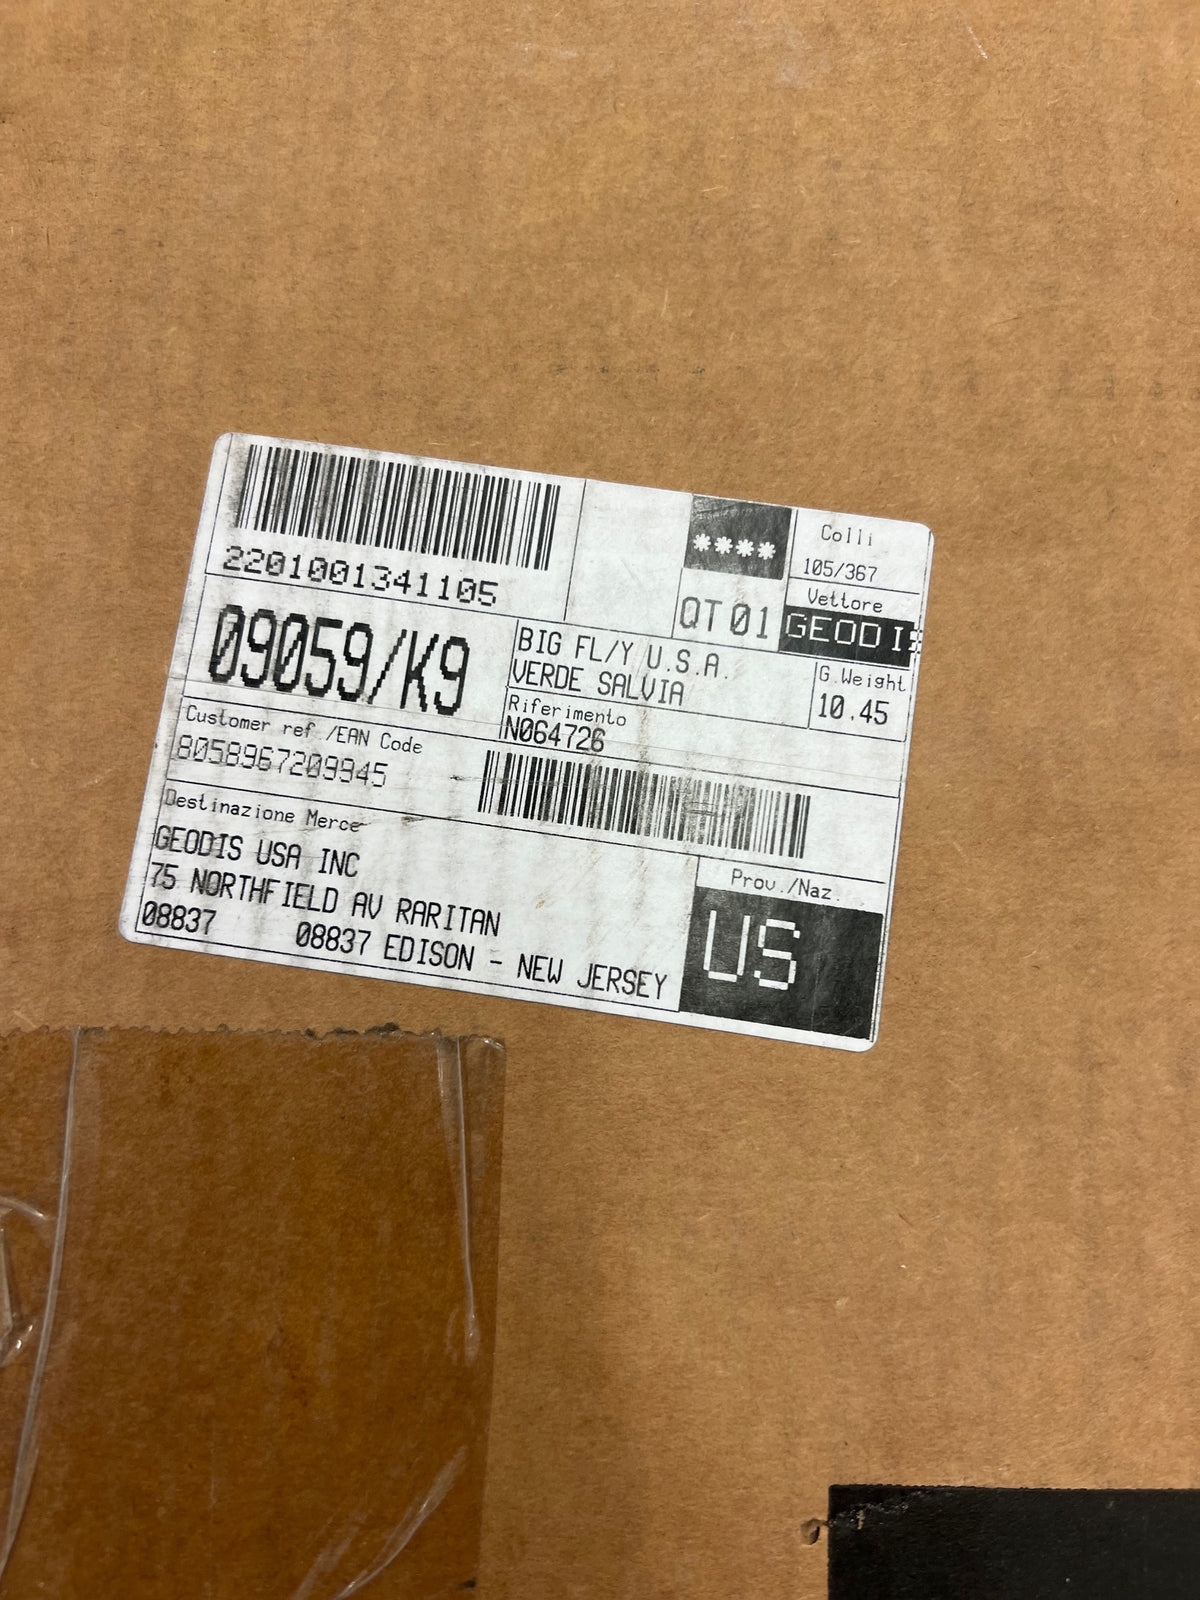 2201001341105
****
Colli
105/367
QT 01
Vettore
GEODIS
09059/K9
BIG FL/Y U.S.A.
VERDE SALVIA
G.Weight
10.45
Riferimento
N064726
Customer ref./EAN Code
8058967209945
Destinazione Merce
GEODIS USA INC
75 NORTHFIELD AV RARITAN
08837 08837 EDISON - NEW JERSEY
Prov./Naz.
US